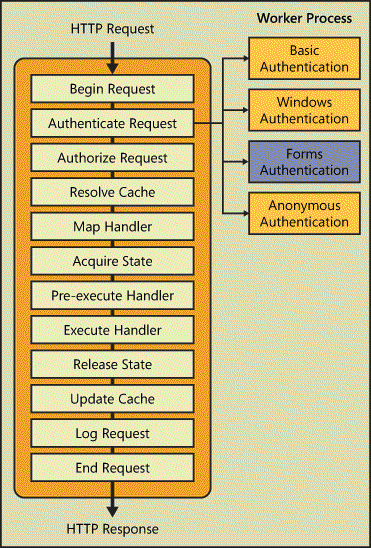 HTTP Request
Begin Request
Authenticate Request
Authorize Request
Resolve Cache
Map Handler
Acquire State
Pre-execute Handler
Execute Handler
Release State
Update Cache
Log Request
End Request
HTTP Response
Worker Process
Basic
Authentication
Windows
Authentication
Forms
Authentication
Anonymous
Authentication